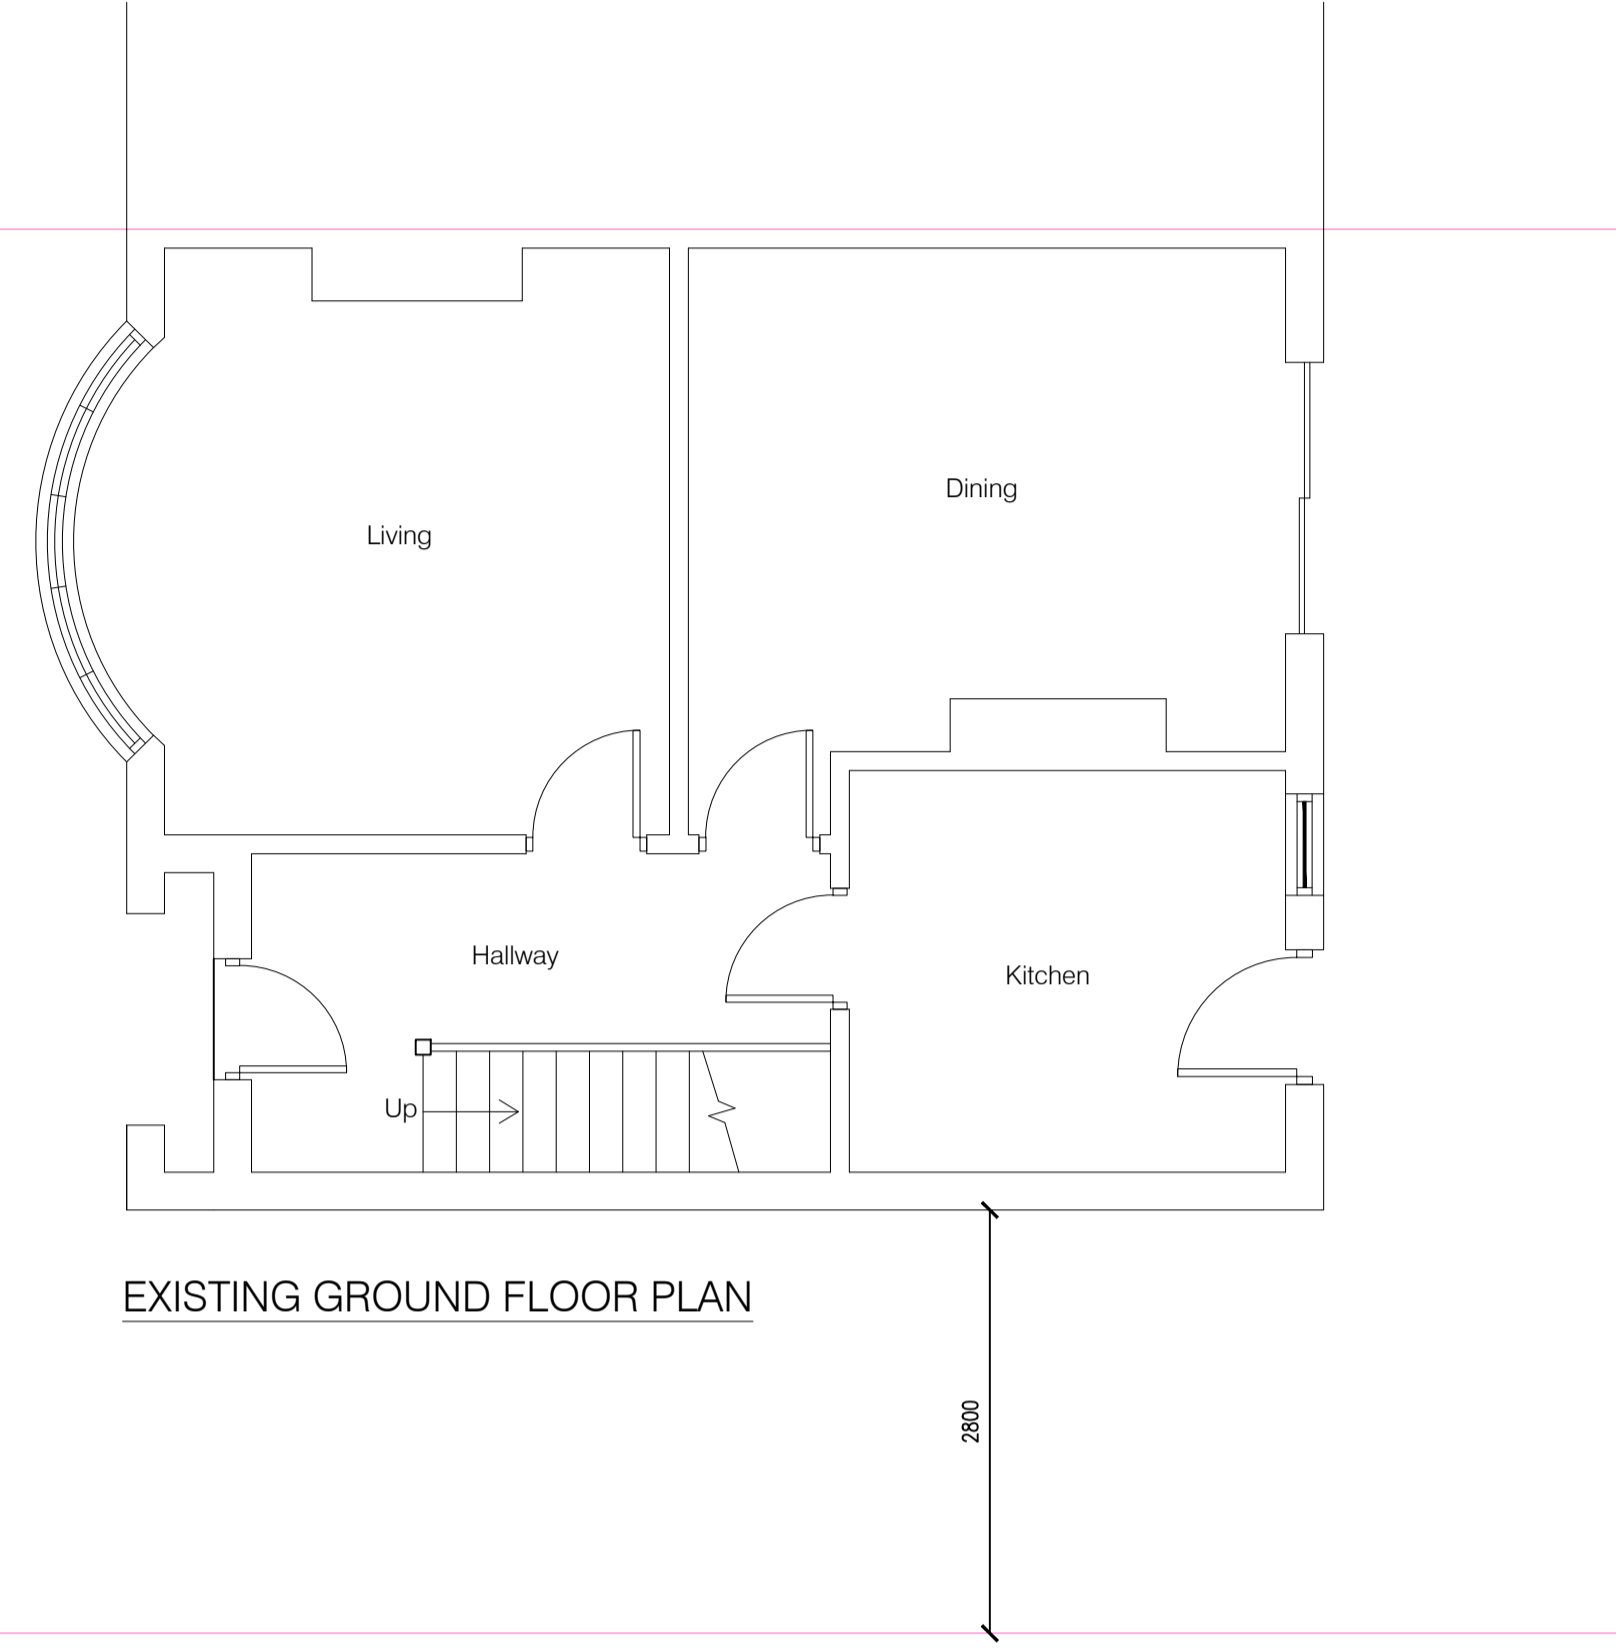 Dining
Living
Hallway
Kitchen
Up
EXISTING GROUND FLOOR PLAN
2800